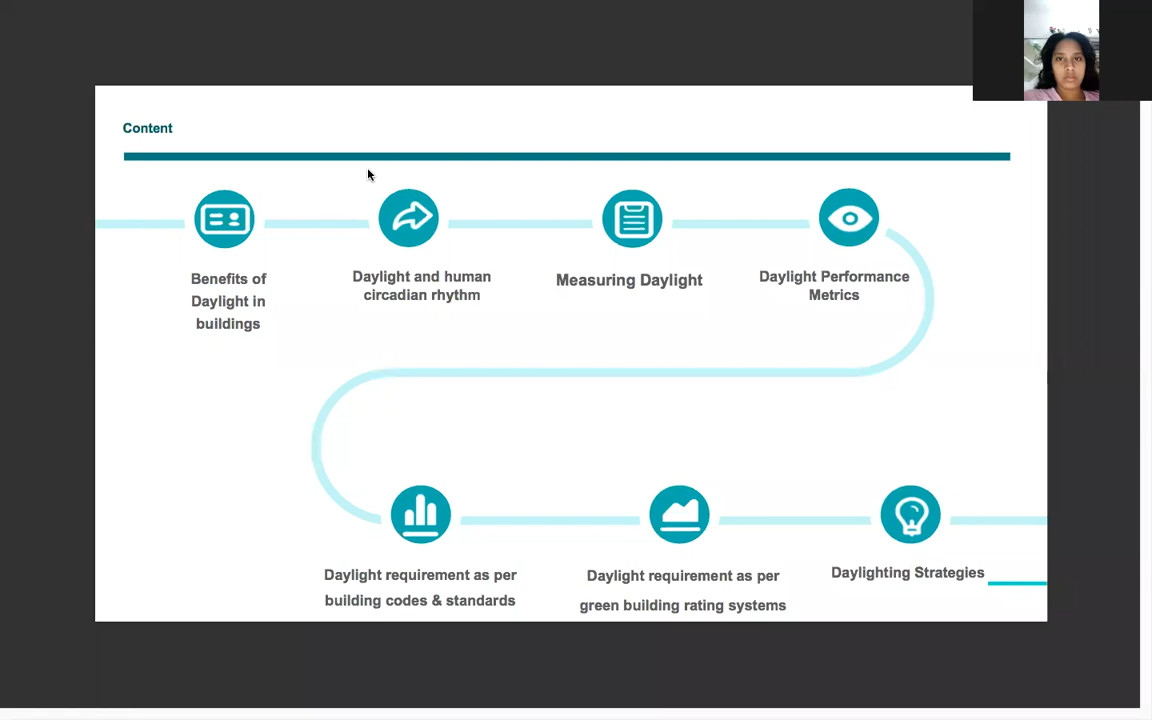 Content
Benefits of
Daylight in
buildings
Daylight and human
circadian rhythm
Measuring Daylight
Daylight Performance
Metrics
Daylight requirement as per
building codes & standards
Daylight requirement as per
green building rating systems
Daylighting Strategies